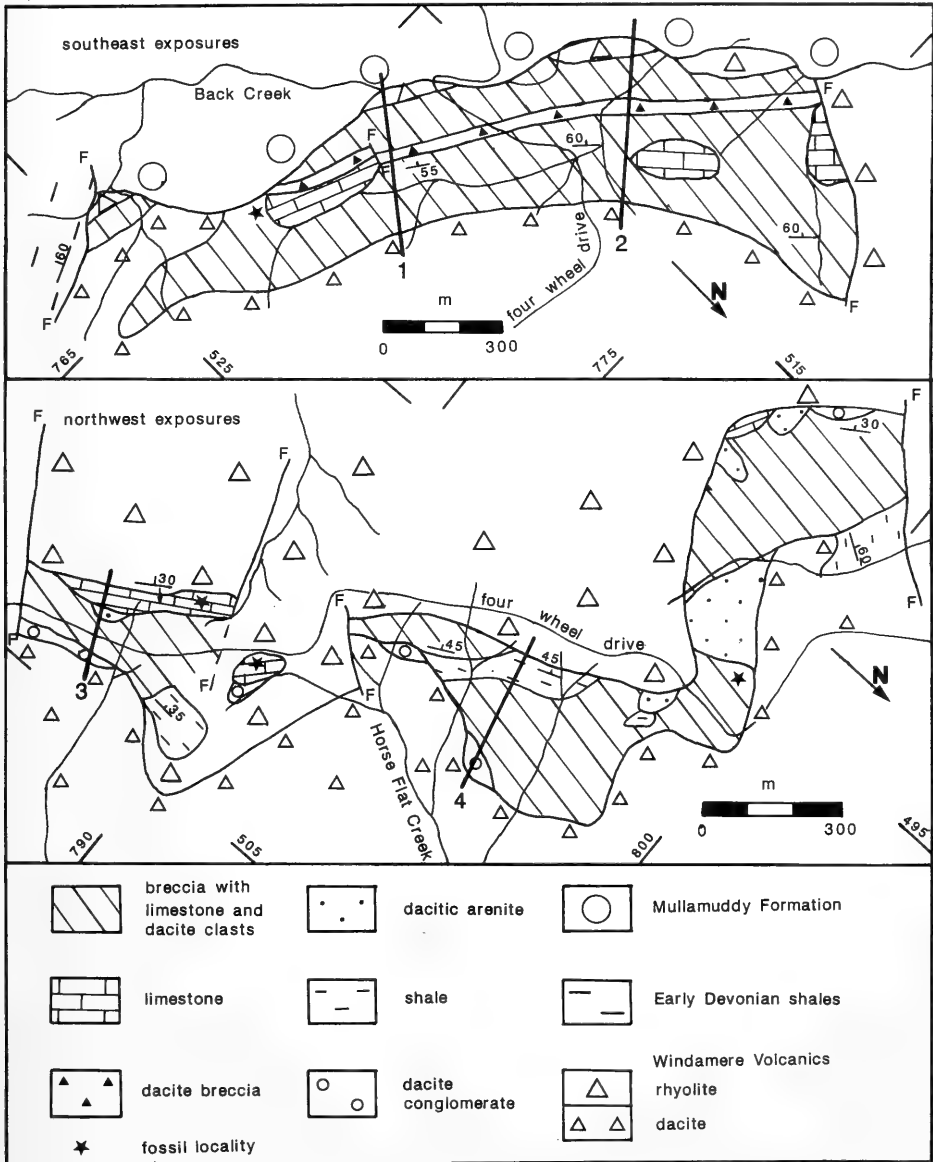 southeast exposures
Back Creek
F
F
F
60
55
60
60
F
F
F
1
2
four wheel drive
N
m
0 300
765
525
775
515
northwest exposures
F
F
F
F
F
F
F
F
30
30
35
45
45
60
four wheel drive
Horse Flat Creek
3
4
N
m
0 300
790
505
800
495
breccia with
limestone and
dacite clasts
dacitic arenite
Mullamuddy Formation
limestone
shale
Early Devonian shales
dacite breccia
dacite
conglomerate
Windamere Volcanics
rhyolite
dacite
fossil locality